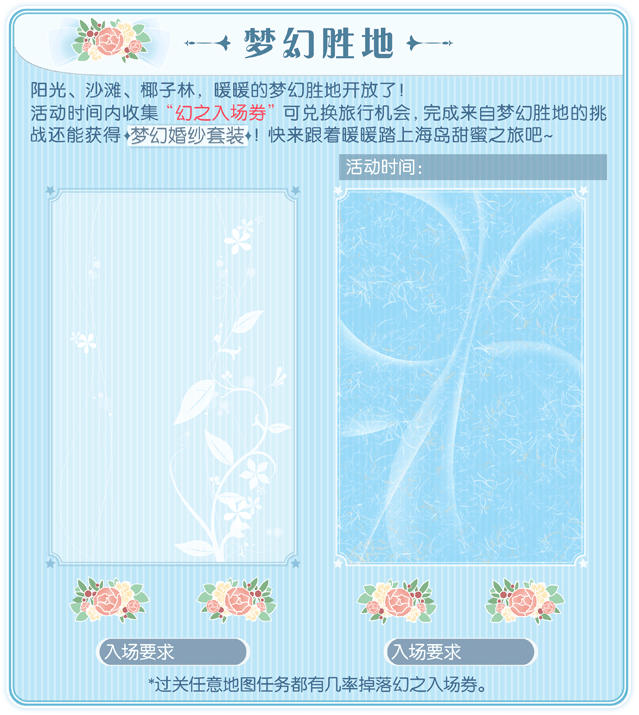 梦幻胜地
阳光、沙滩、椰子林，暖暖的梦幻胜地开放了！
活动时间内收集“幻之入场券”可兑换旅行机会，完成来自梦幻胜地的挑
战还能获得梦幻婚纱套装！快来跟着暖暖踏上海岛甜蜜之旅吧~
活动时间：
入场要求
入场要求
*过关任意地图任务都有几率掉落幻之入场券。